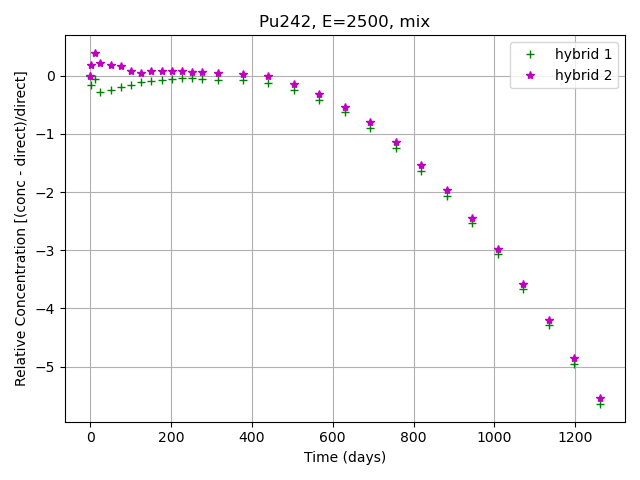 Pu242, E=2500, mix
hybrid 1
hybrid 2
Relative Concentration [(conc - direct)/direct]
0
−1
−2
−3
−4
−5
0 200 400 600 800 1000 1200
Time (days)